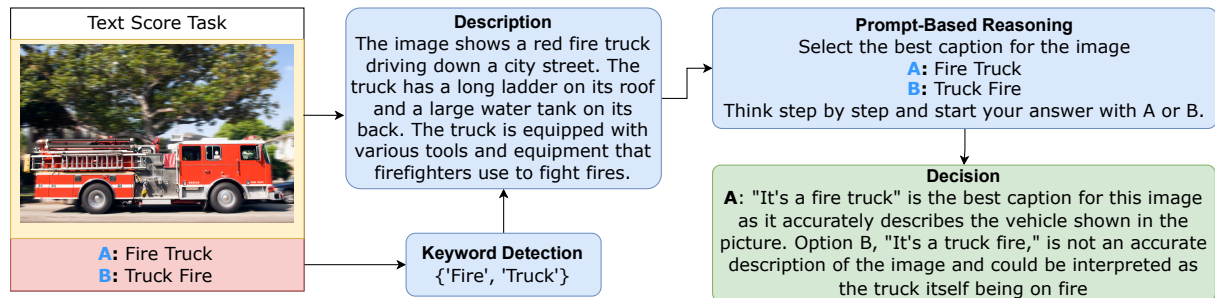 Text Score Task
A: Fire Truck
B: Truck Fire
Description
The image shows a red fire truck
driving down a city street. The
truck has a long ladder on its roof
and a large water tank on its
back. The truck is equipped with
various tools and equipment that
firefighters use to fight fires.
Keyword Detection
{'Fire', 'Truck'}
Prompt-Based Reasoning
Select the best caption for the image
A: Fire Truck
B: Truck Fire
Think step by step and start your answer with A or B.
Decision
A: "It's a fire truck" is the best caption for this image
as it accurately describes the vehicle shown in the
picture. Option B, "It's a truck fire," is not an accurate
description of the image and could be interpreted as
the truck itself being on fire